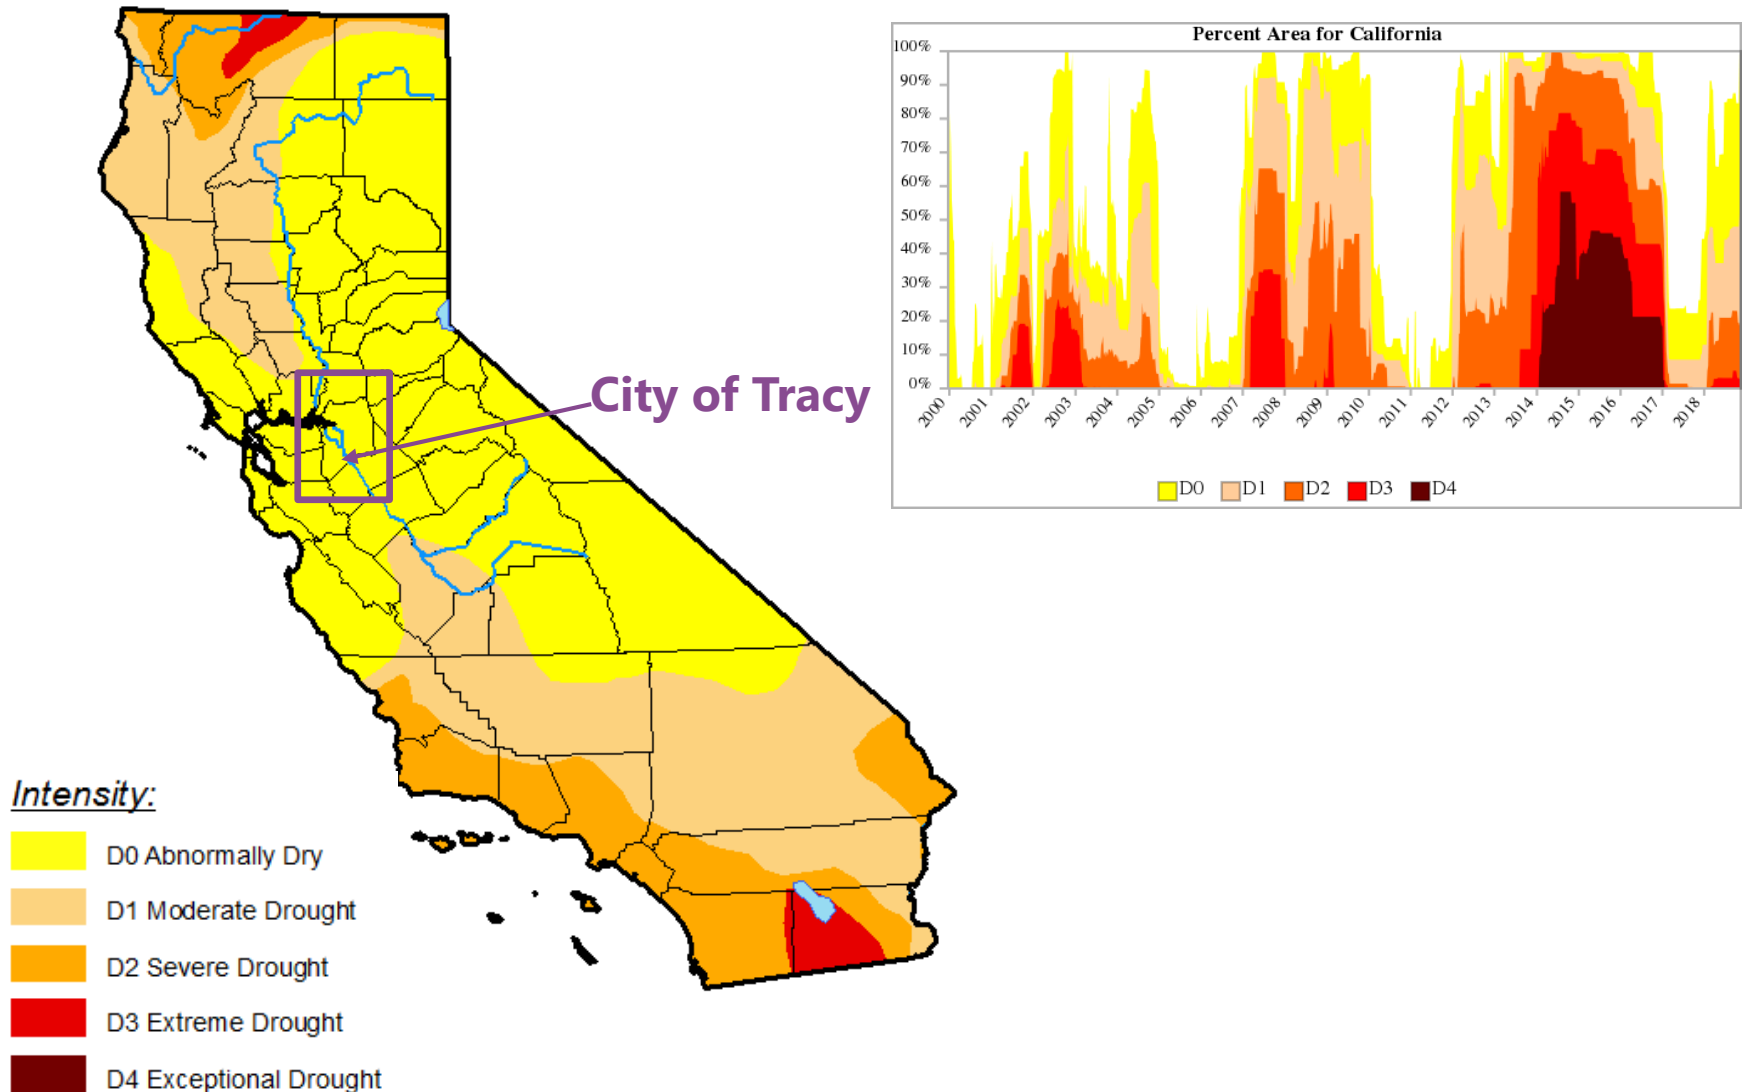 Percent Area for California
100%
90%
80%
70%
60%
50%
40%
30%
20%
10%
0%
2000 2001 2002 2003 2004 2005 2006 2007 2008 2009 2010 2011 2012 2013 2014 2015 2016 2017 2018
D0 D1 D2 D3 D4
City of Tracy
Intensity:
D0 Abnormally Dry
D1 Moderate Drought
D2 Severe Drought
D3 Extreme Drought
D4 Exceptional Drought